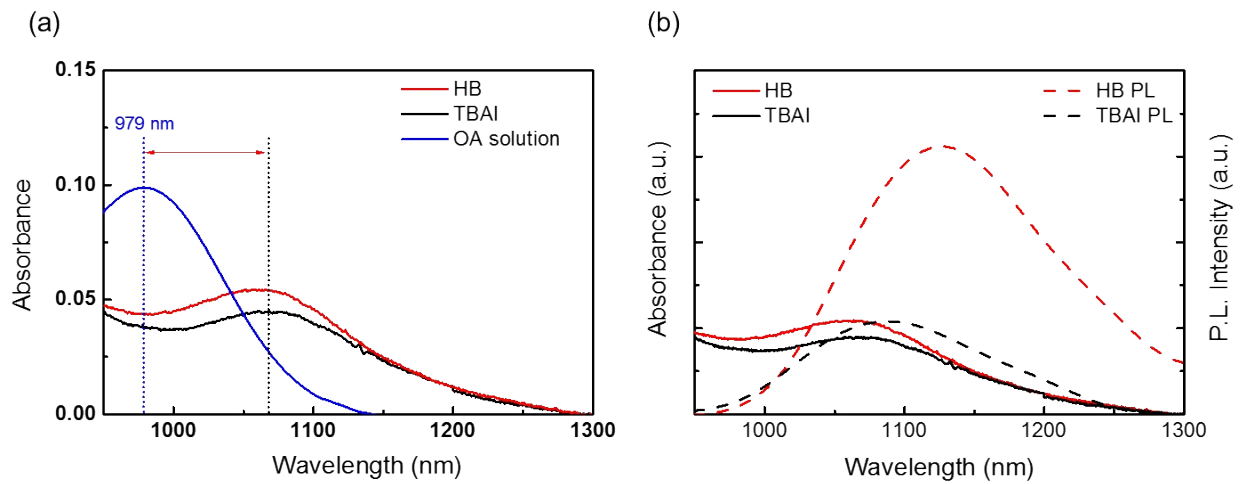 (a)
0.15
0.10
0.05
0.00
Absorbance
979 nm
HB
TBAI
OA solution
1000
1100
1200
1300
Wavelength (nm)
(b)
Absorbance (a.u.)
HB
TBAI
HB PL
TBAI PL
P.L. Intensity (a.u.)
1000
1100
1200
1300
Wavelength (nm)